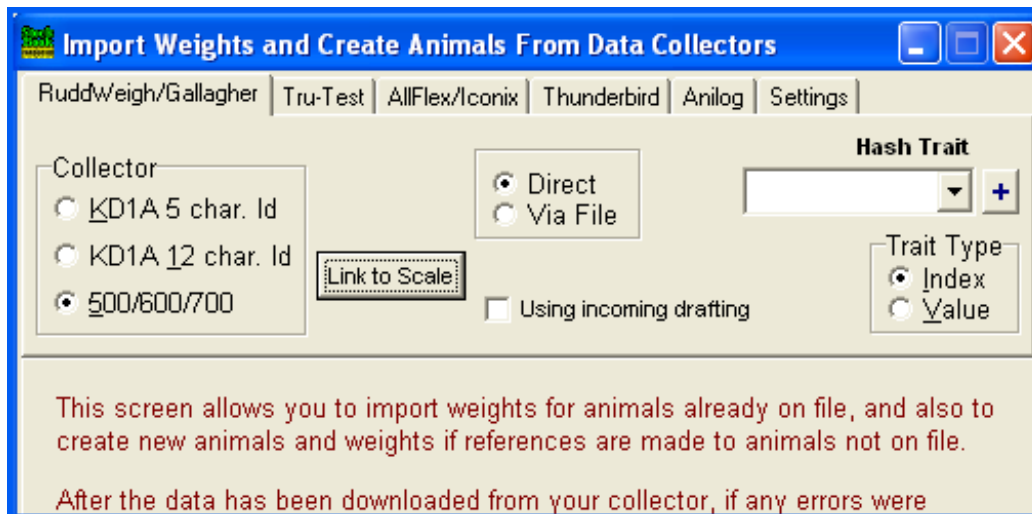 Import Weights and Create Animals From Data Collectors
RuddWeigh/Gallagher Tru-Test AllFlex/Iconix Thunderbird Anilog Settings
Collector
KD1A 5 char. Id
KD1A 12 char. Id
500/600/700
Link to Scale
Direct
Via File
Using incoming drafting
Hash Trait
+
Trait Type
Index
Value
This screen allows you to import weights for animals already on file, and also to
create new animals and weights if references are made to animals not on file.
After the data has been downloaded from your collector, if any errors were